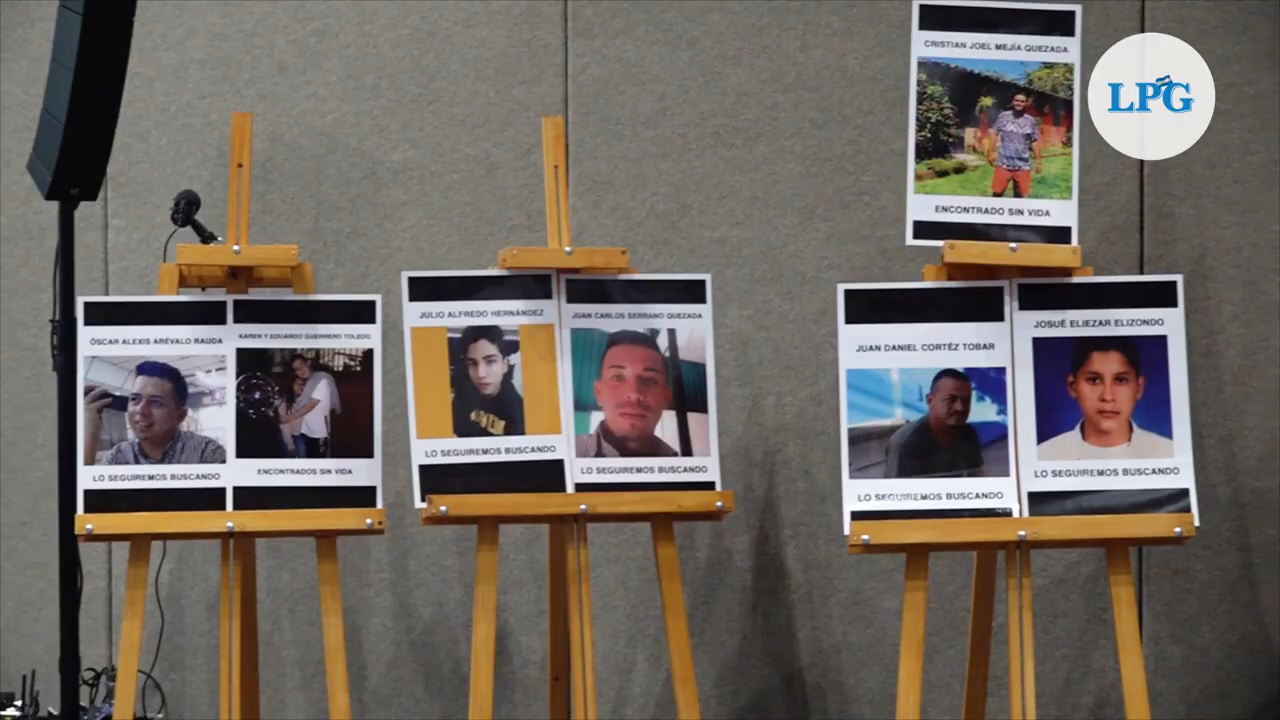 CRISTIAN JOEL MEJÍA QUEZADA
LPG
ENCONTRADO SIN VIDA
ÓSCAR ALEXIS ARÉVALO RAUDA
LO SEGUIREMOS BUSCANDO
KAREN Y EDUARDO GUERRERO TOLEDO
ENCONTRADOS SIN VIDA
JULIO ALFREDO HERNÁNDEZ
LO SEGUIREMOS BUSCANDO
JUAN CARLOS SERRANO QUEZADA
LO SEGUIREMOS BUSCANDO
JUAN DANIEL CORTÉZ TOBAR
LO SEGUIREMOS BUSCANDO
JOSUÉ ELIEZAR ELIZONDO
LO SEGUIREMOS BUSCANDO